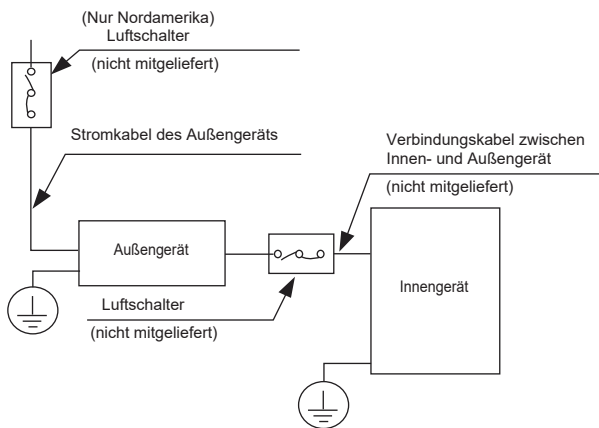 (Nur Nordamerika)
Luftschalter
(nicht mitgeliefert)
Stromkabel des Außengeräts
Verbindungskabel zwischen
Innen- und Außengerät
(nicht mitgeliefert)
Außengerät
Innengerät
Luftschalter
(nicht mitgeliefert)